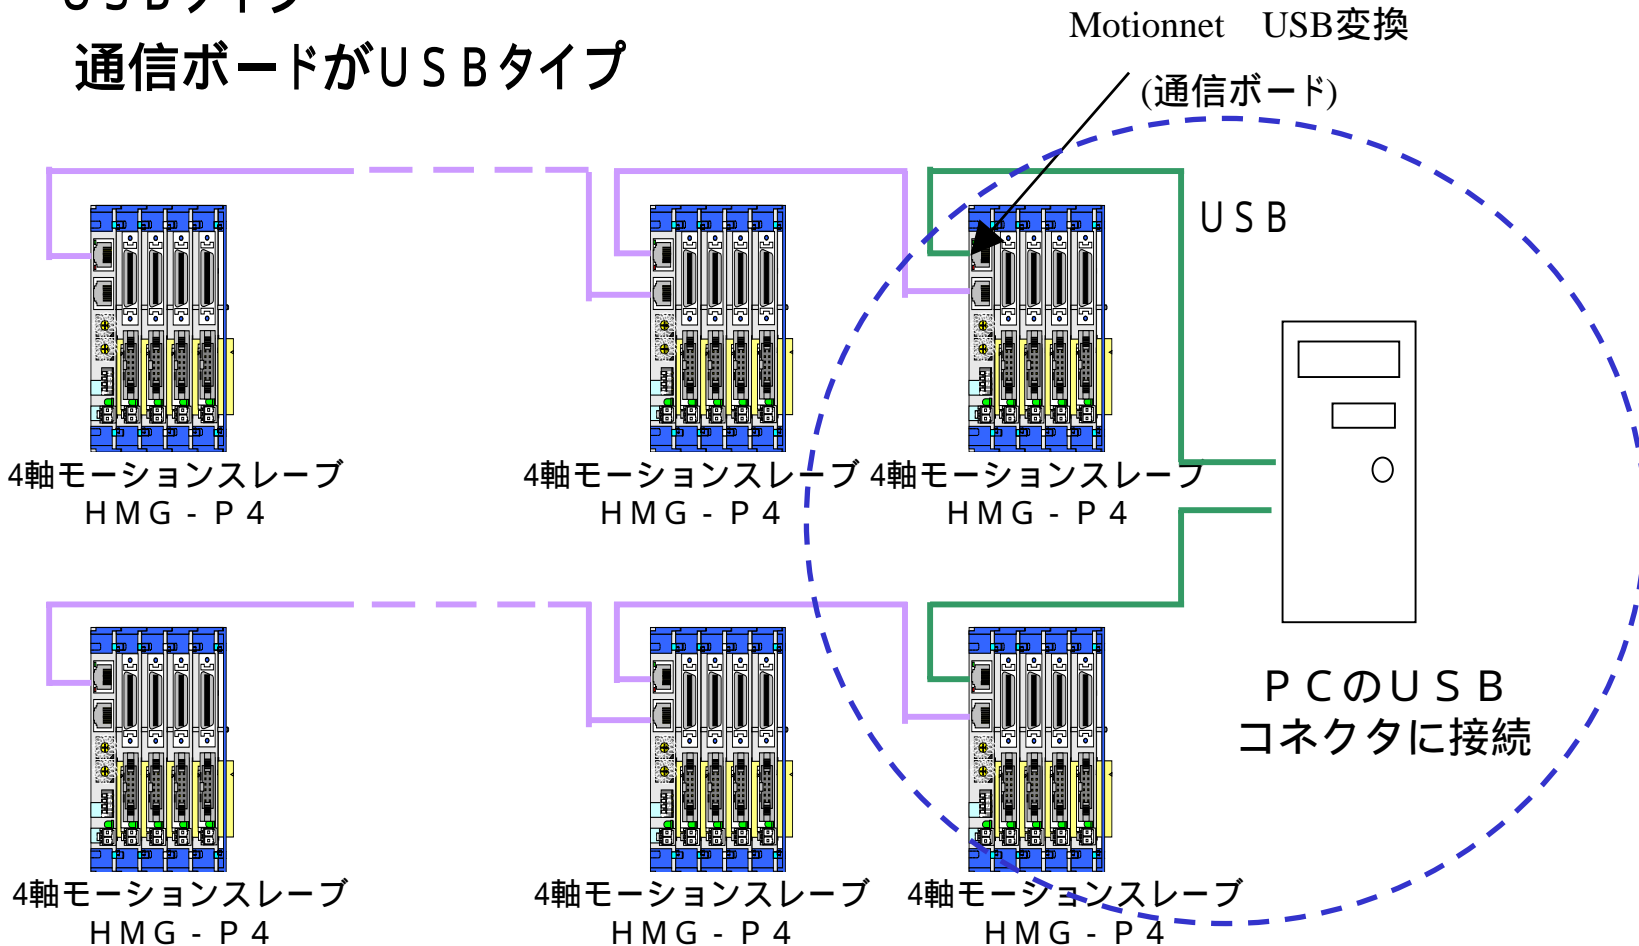 USBタイプ
通信ボードがUSBタイプ
Motionnet　USB変換
(通信ボード)
USB
4軸モーションスレーブ
HMG-P4
4軸モーションスレーブ
HMG-P4
4軸モーションスレーブ
HMG-P4
PCのUSB
コネクタに接続
4軸モーションスレーブ
HMG-P4
4軸モーションスレーブ
HMG-P4
4軸モーションスレーブ
HMG-P4